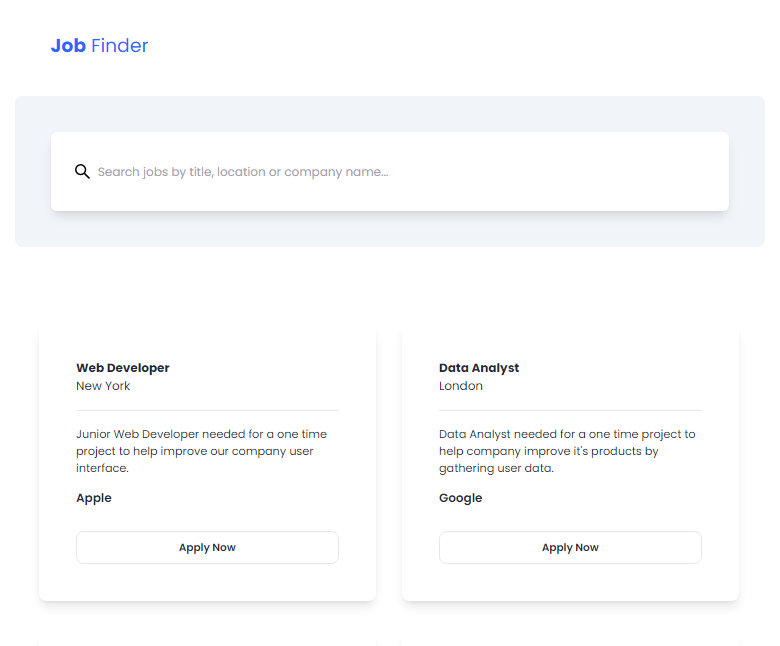 Job Finder
Search jobs by title, location or company name...
Web Developer
New York
Junior Web Developer needed for a one time
project to help improve our company user
interface.
Apple
Apply Now
Data Analyst
London
Data Analyst needed for a one time project to
help company improve it's products by
gathering user data.
Google
Apply Now